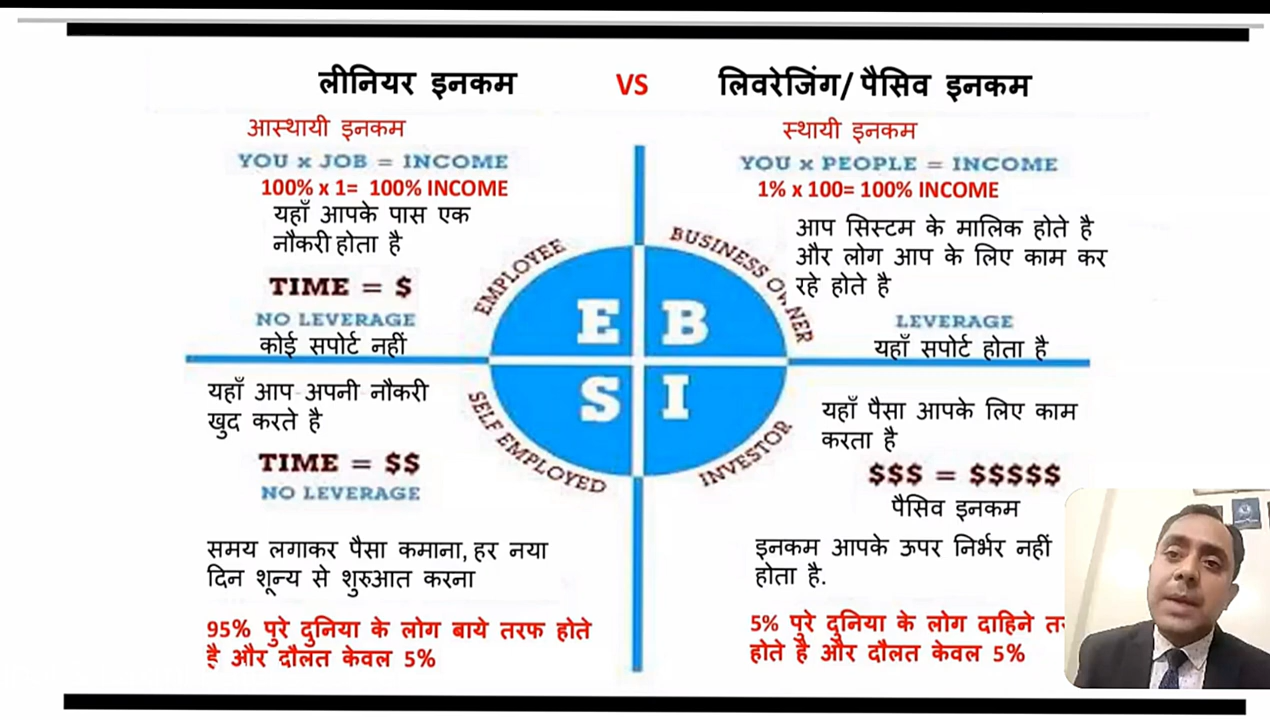 लीनियर इनकम VS लिवरेजिंग/ पैसिव इनकम
आस्थायी इनकम
YOU x JOB = INCOME
100% x 1= 100% INCOME
यहाँ आपके पास एक
नौकरी होता है
TIME = $
NO LEVERAGE
कोई सपोर्ट नहीं
स्थायी इनकम
YOU x PEOPLE = INCOME
1% x 100= 100% INCOME
आप सिस्टम के मालिक होते है
और लोग आप के लिए काम कर
रहे होते है
LEVERAGE
यहाँ सपोर्ट होता है
EMPLOYEE
BUSINESS OWNER
E B
S I
SELF EMPLOYED
INVESTOR
यहाँ आप अपनी नौकरी
खुद करते है
TIME = $$
NO LEVERAGE
समय लगाकर पैसा कमाना, हर नया
दिन शून्य से शुरुआत करना
95% पुरे दुनिया के लोग बाये तरफ होते
है और दौलत केवल 5%
यहाँ पैसा आपके लिए काम
करता है
$$$ = $$$$$
पैसिव इनकम
इनकम आपके ऊपर निर्भर नहीं
होता है.
5% पुरे दुनिया के लोग दाहिने
होते है और दौलत केवल 5%